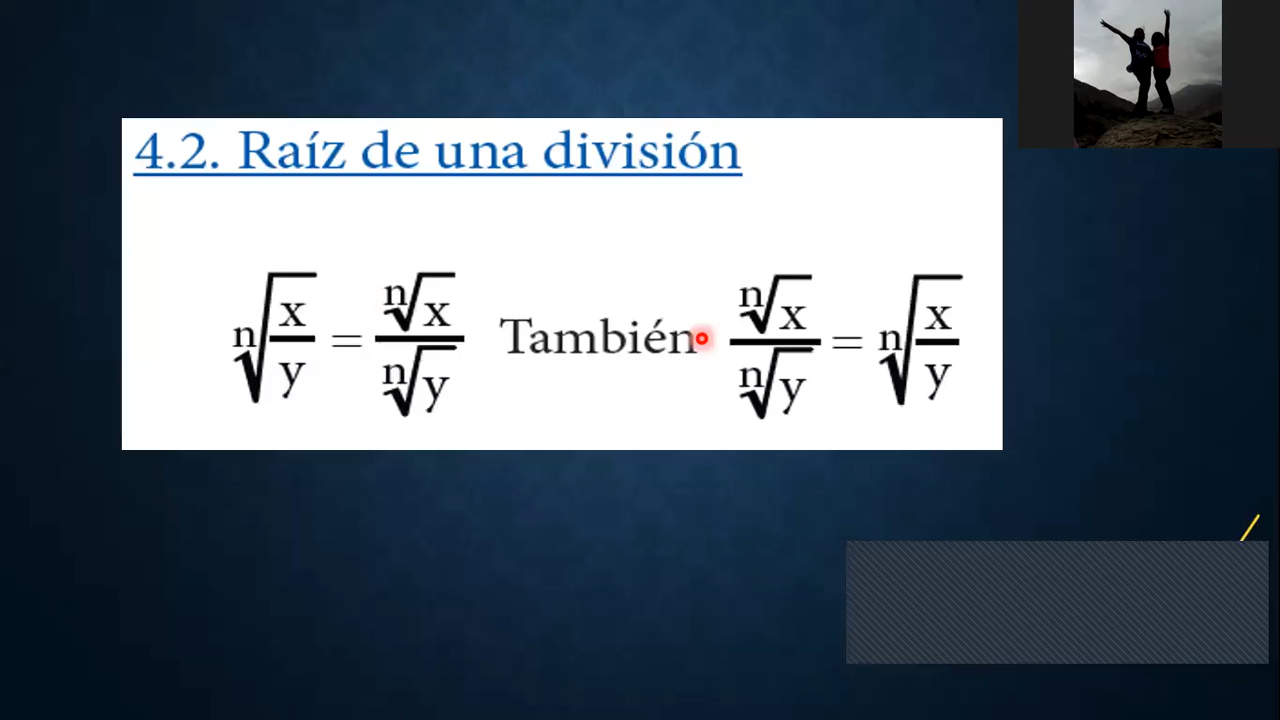 4.2. Raíz de una división
ⁿ√(x/y) = ⁿ√x / ⁿ√y También ⁿ√x / ⁿ√y = ⁿ√(x/y)